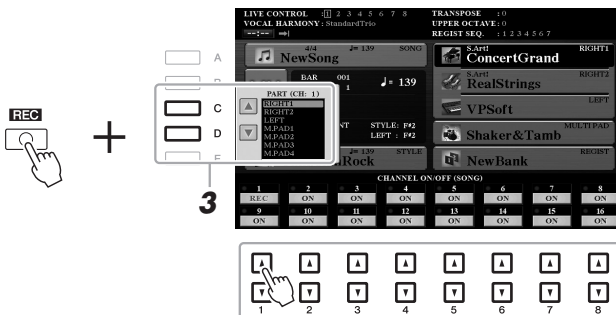 LIVE CONTROL :1 2 3 4 5 6 7 8 TRANSPOSE :0
VOCAL HARMONY: StandardTrio UPPER OCTAVE: 0
--:-- REGIST SEQ. : 1 2 3 4 5 6 7
A
4/4 ♩= 139 SONG
NewSong
S.Art! RIGHT1
ConcertGrand
BAR 001
1
♩= 139
S.Art! RIGHT2
RealStrings
REC
C
D
E
PART (CH: 1)
RIGHT1
RIGHT2
LEFT
M.PAD1
M.PAD2
M.PAD3
M.PAD4
LEFT
VPSoft
NT STYLE: F#2
LEFT : F#2
MULTI PAD
Shaker&Tamb
♩= 139 STYLE
Rock
REGIST
NewBank
3
CHANNEL ON/OFF (SONG)
1 2 3 4 5 6 7 8
REC ON ON ON ON ON ON ON
9 10 11 12 13 14 15 16
ON ON ON ON ON ON ON ON
1 2 3 4 5 6 7 8